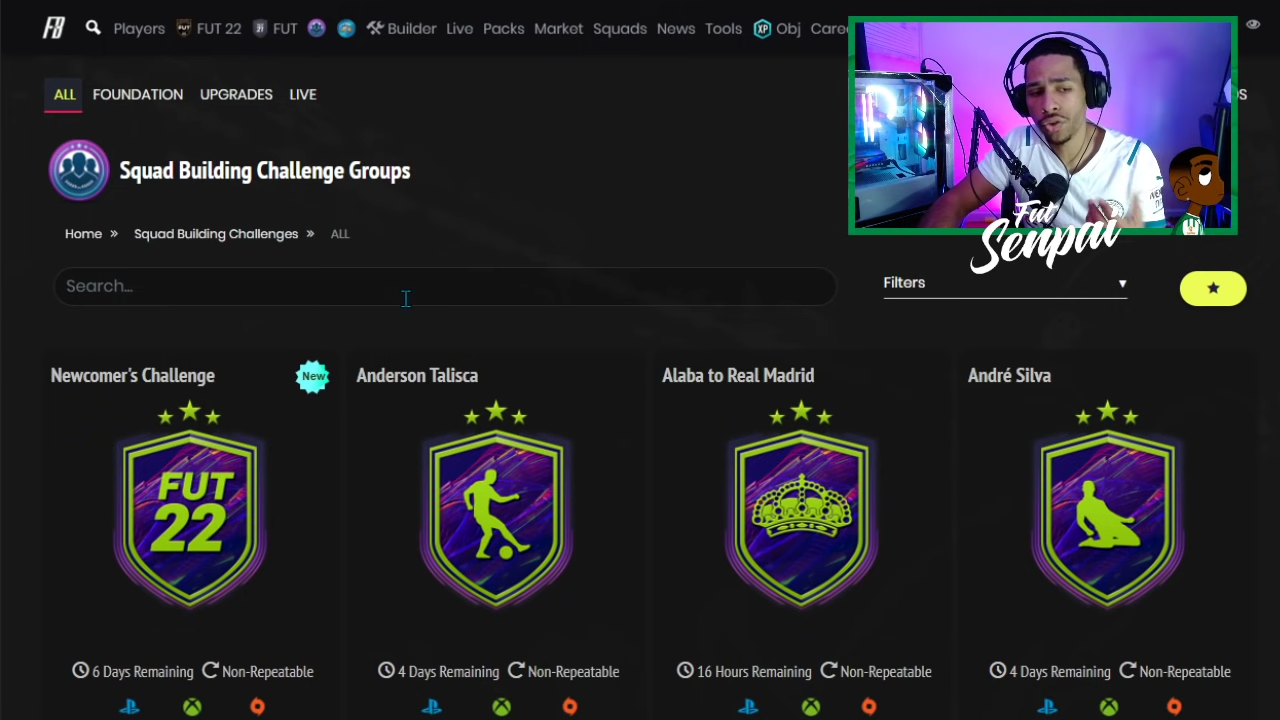 FB Players FUT 22 FUT Builder Live Packs Market Squads News Tools XP Obj
ALL FOUNDATION UPGRADES LIVE
Squad Building Challenge Groups
Home » Squad Building Challenges » ALL
Fut
Senpai
Search...
Filters
Newcomer's Challenge New
Anderson Talisca
Alaba to Real Madrid
André Silva
FUT
22
6 Days Remaining Non-Repeatable
4 Days Remaining Non-Repeatable
16 Hours Remaining Non-Repeatable
4 Days Remaining Non-Repeatable